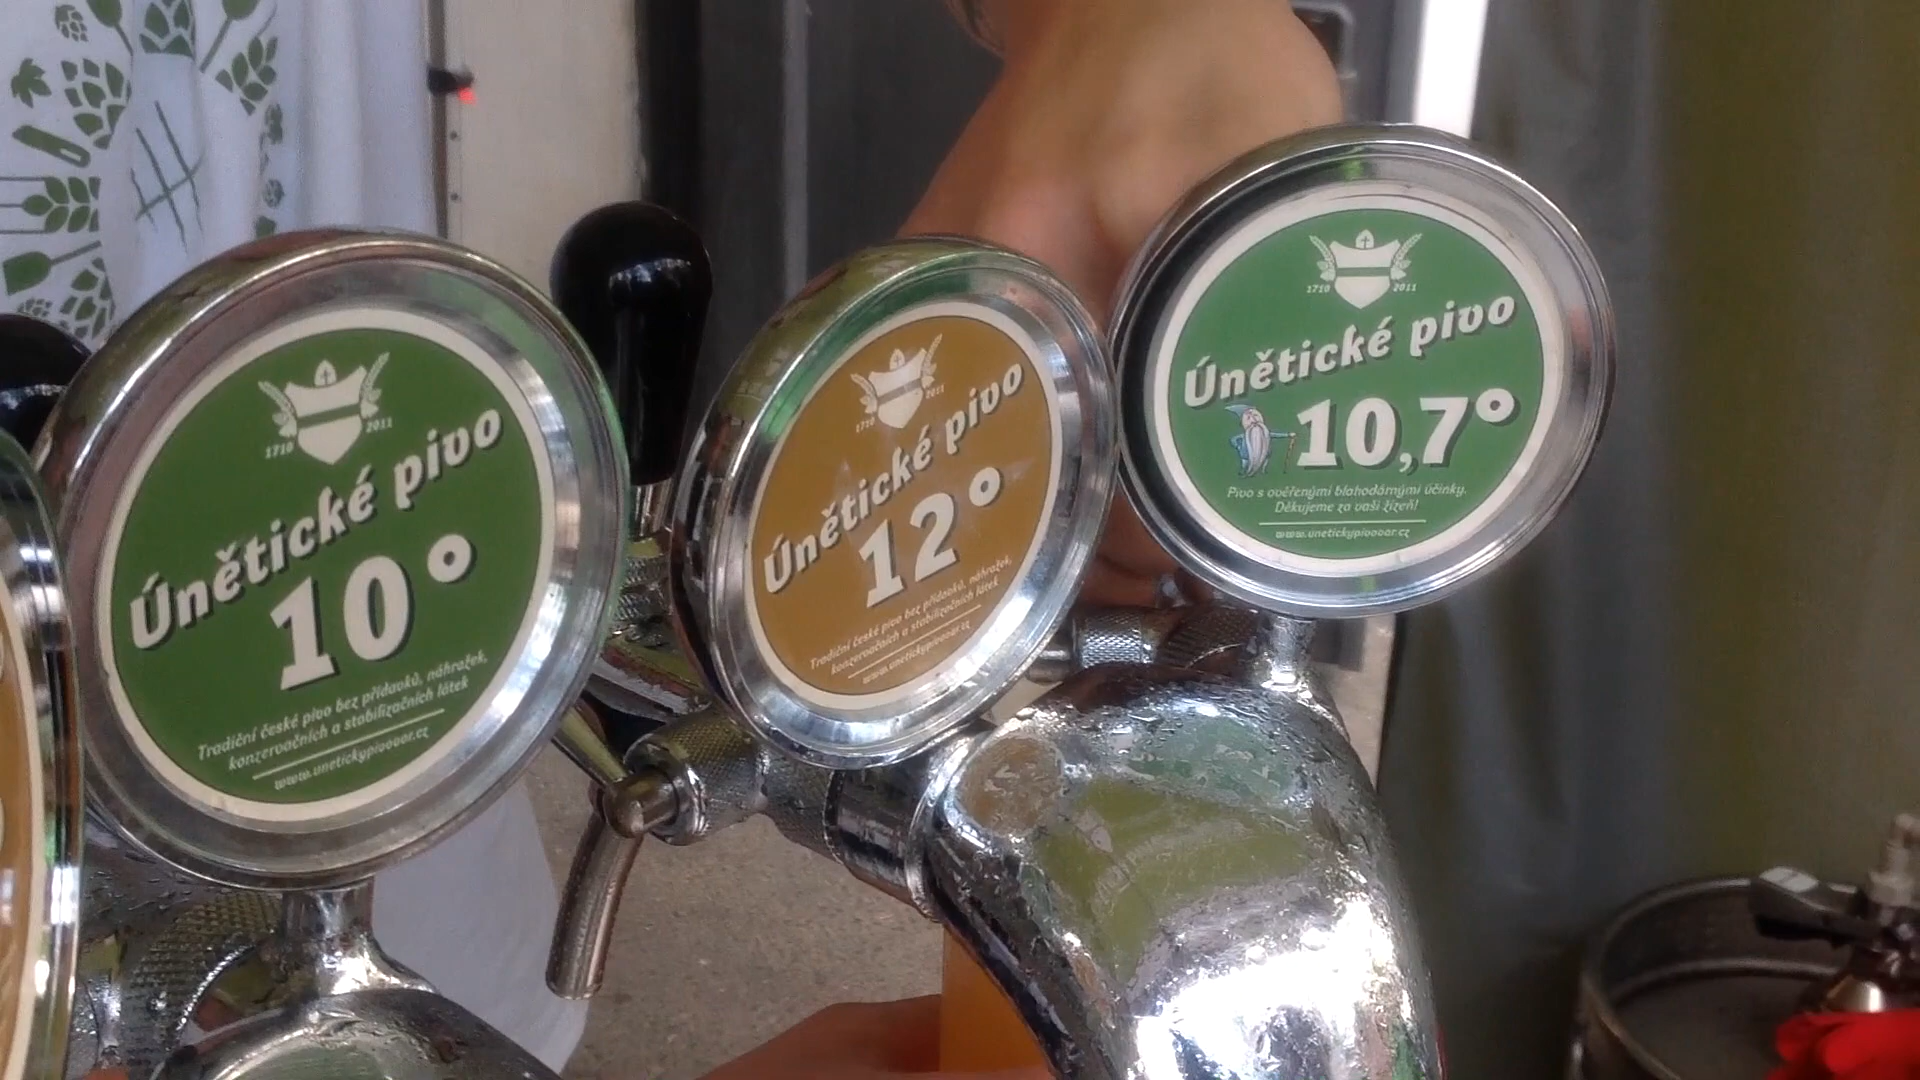 1710 2011
Únětické pivo
10°
Tradiční české pivo bez přídavků, náhražek,
konzervačních a stabilizačních látek
www.unetickypivovar.cz
1710 2011
Únětické pivo
12°
Tradiční české pivo bez přídavků, náhražek,
konzervačních a stabilizačních látek
www.unetickypivovar.cz
1710 2011
Únětické pivo
10,7°
Pivo s ověřenými blahodárnými účinky.
Děkujeme za vaši žízeň!
www.unetickypivovar.cz